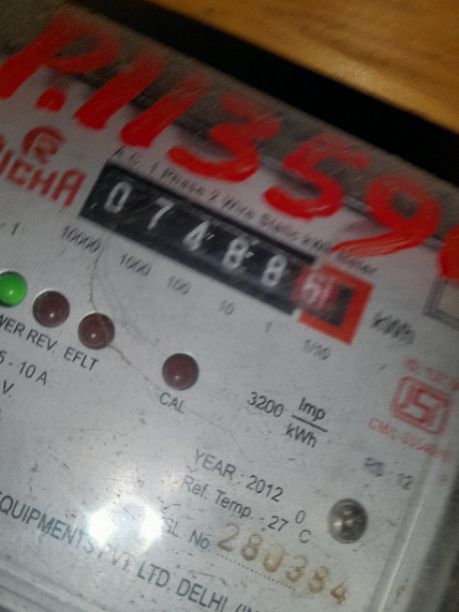 P.11359
RICHA
A.C. 1 Phase 2 Wire Static kWh Meter
07488
10000 1000 100 10 1 1/10
kWh
REV. EFLT
CAL
3200 Imp/kWh
5 - 10 A
V.
YEAR : 2012
Ref. Temp. : 27 °C
SL No. 280384
EQUIPMENTS PVT. LTD. DELHI